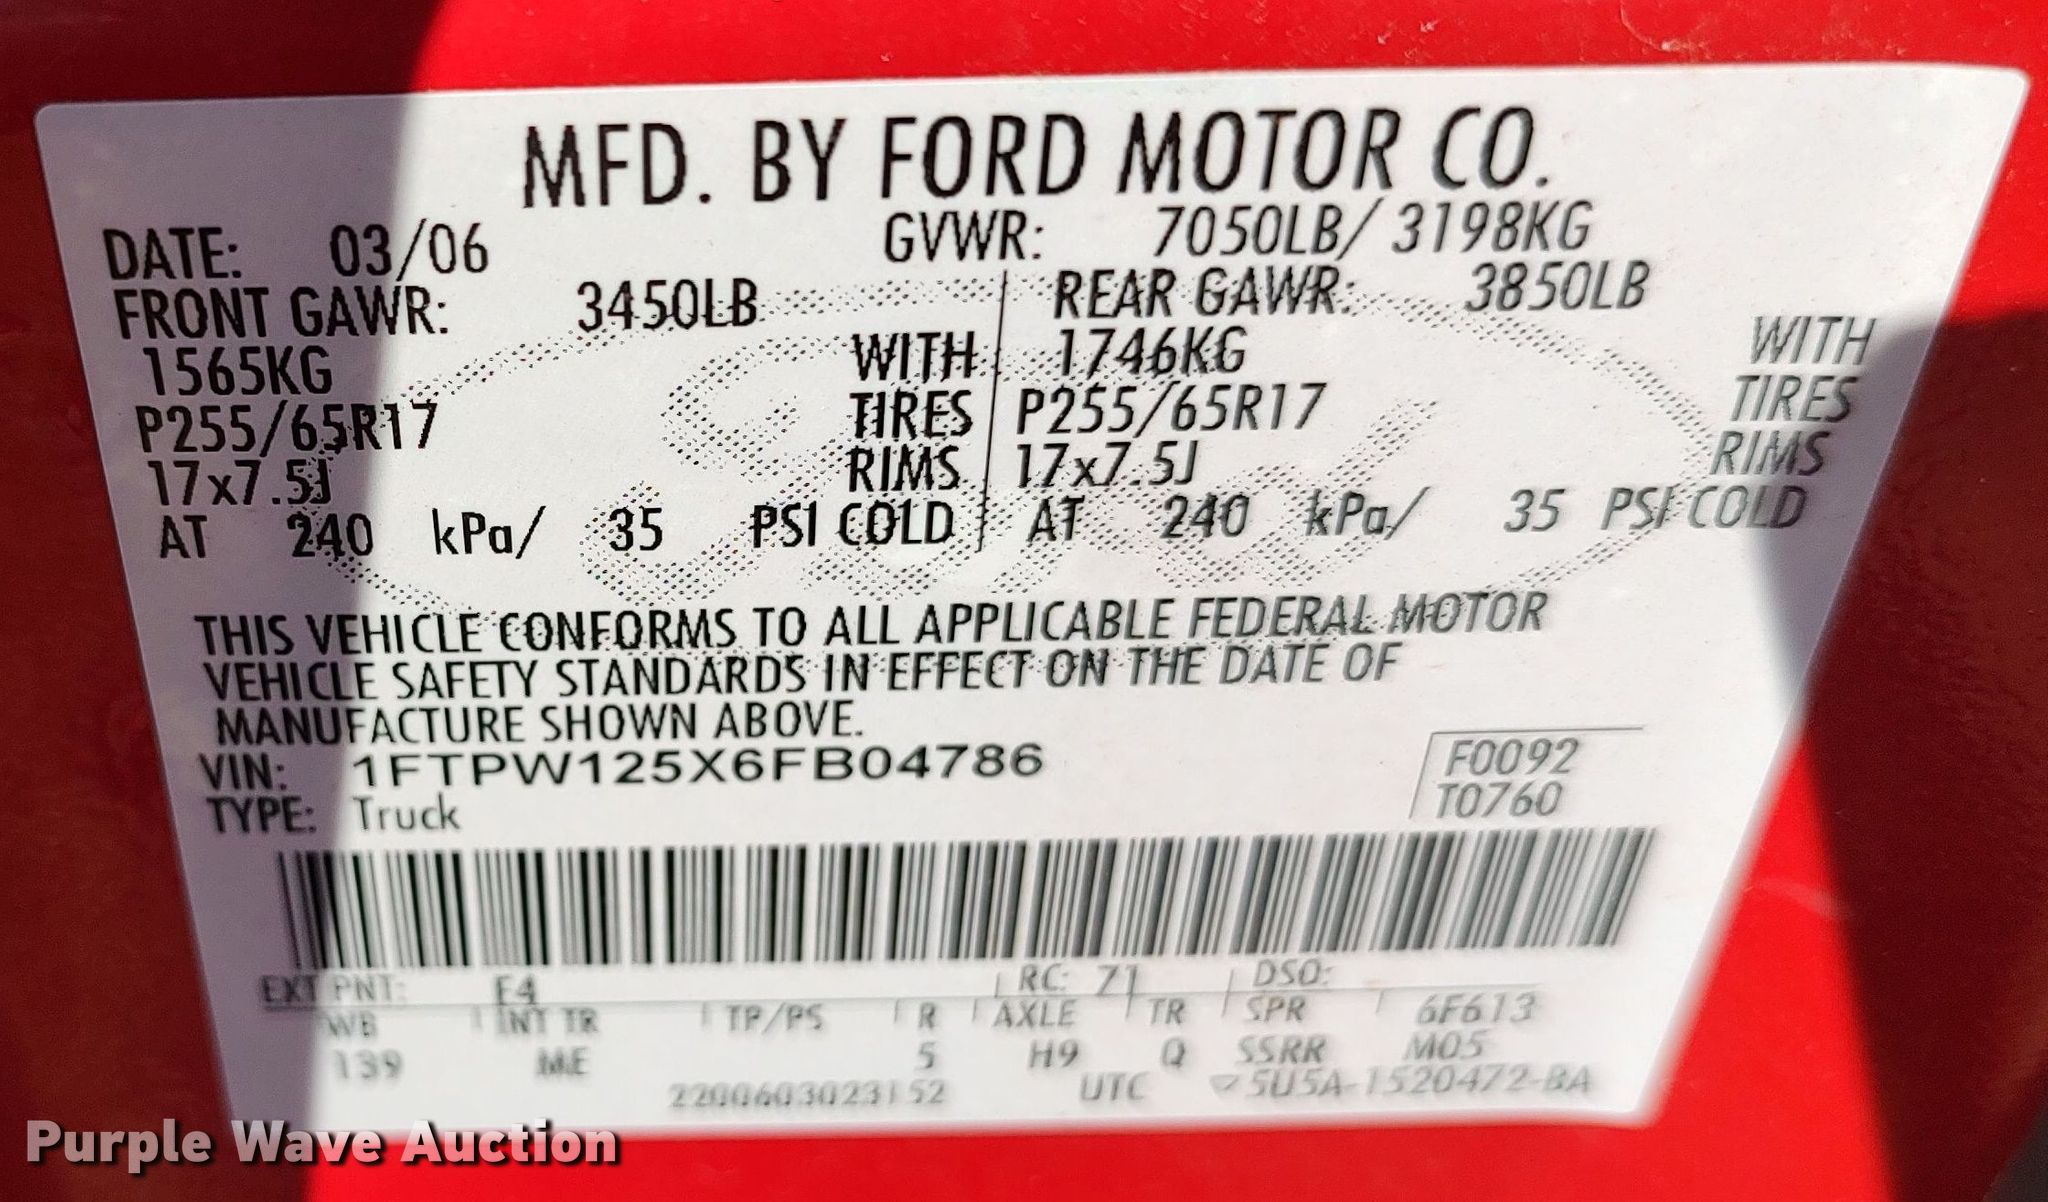 MFD. BY FORD MOTOR CO.
DATE: 03/06 GVWR: 7050LB/ 3198KG
FRONT GAWR: 3450LB REAR GAWR: 3850LB
1565KG WITH 1746KG WITH
P255/65R17 TIRES P255/65R17 TIRES
17x7.5J RIMS 17x7.5J RIMS
AT 240 kPa/ 35 PSI COLD AT 240 kPa/ 35 PSI COLD
THIS VEHICLE CONFORMS TO ALL APPLICABLE FEDERAL MOTOR
VEHICLE SAFETY STANDARDS IN EFFECT ON THE DATE OF
MANUFACTURE SHOWN ABOVE.
VIN: 1FTPW125X6FB04786 F0092
TYPE: Truck T0760
EXT PNT: E4 RC: 71 DSO:
WB INT TR TP/PS R AXLE TR SPR 6F613
139 ME 5 H9 Q SSRR M05
2200603023152 UTC 5U5A-1520472-BA
Purple Wave Auction